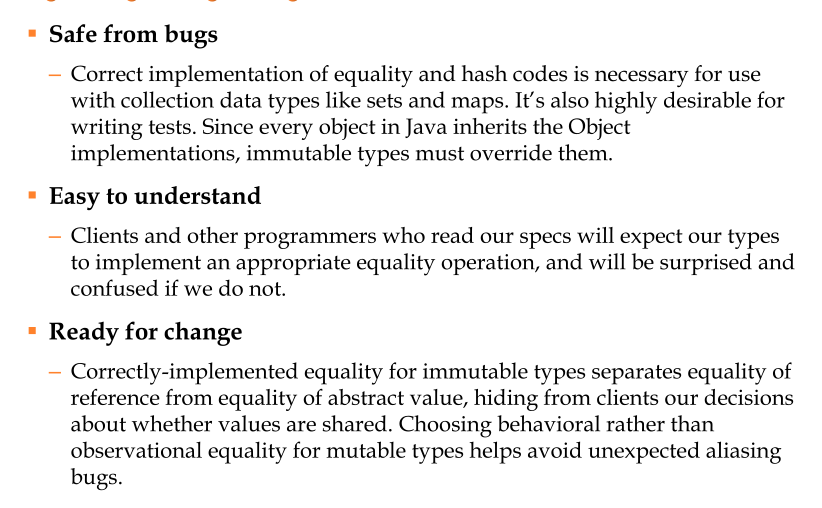 ▪ Safe from bugs
– Correct implementation of equality and hash codes is necessary for use
with collection data types like sets and maps. It’s also highly desirable for
writing tests. Since every object in Java inherits the Object
implementations, immutable types must override them.
▪ Easy to understand
– Clients and other programmers who read our specs will expect our types
to implement an appropriate equality operation, and will be surprised and
confused if we do not.
▪ Ready for change
– Correctly-implemented equality for immutable types separates equality of
reference from equality of abstract value, hiding from clients our decisions
about whether values are shared. Choosing behavioral rather than
observational equality for mutable types helps avoid unexpected aliasing
bugs.